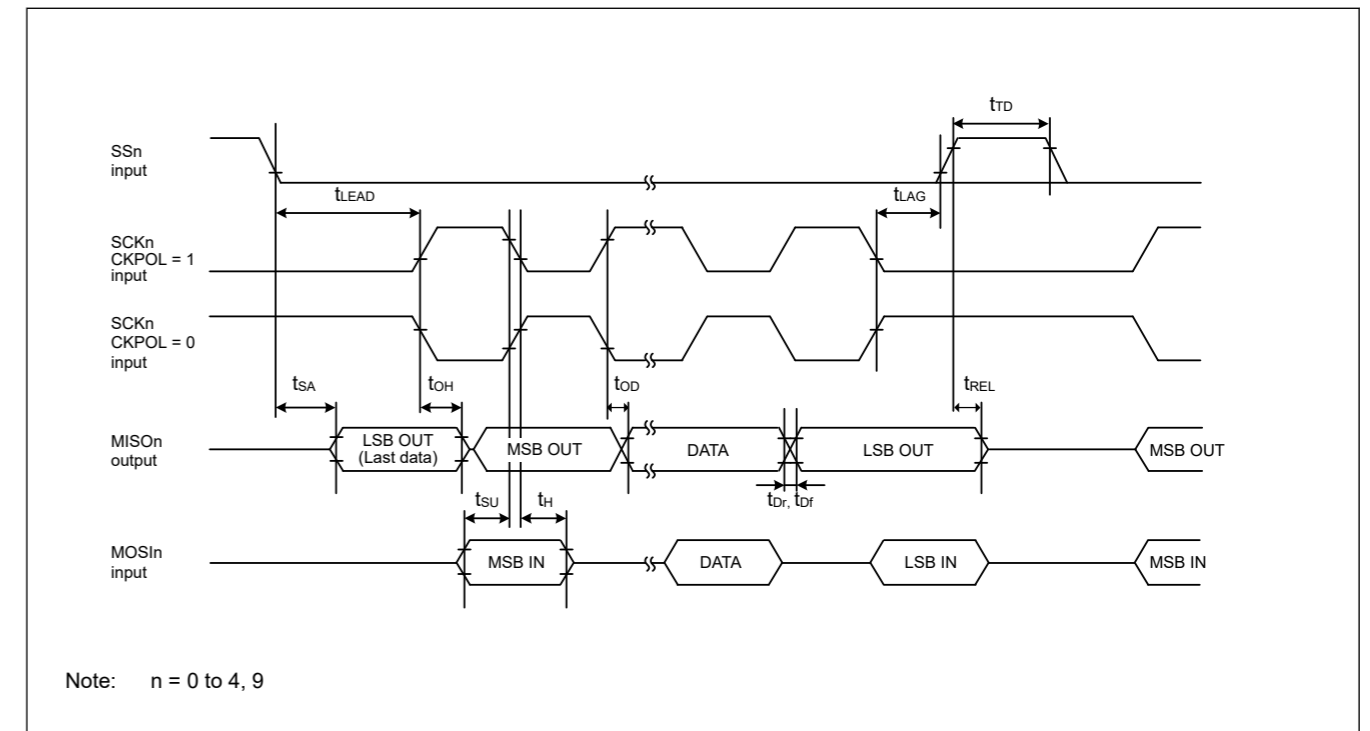 tTD
SSn
input
tLEAD
tLAG
SCKn
CKPOL = 1
input
SCKn
CKPOL = 0
input
tSA
tOH
tOD
tREL
MISOn
output
LSB OUT
(Last data)
MSB OUT
DATA
LSB OUT
MSB OUT
tSU
tH
tDr, tDf
MOSIn
input
MSB IN
DATA
LSB IN
MSB IN
Note: n = 0 to 4, 9